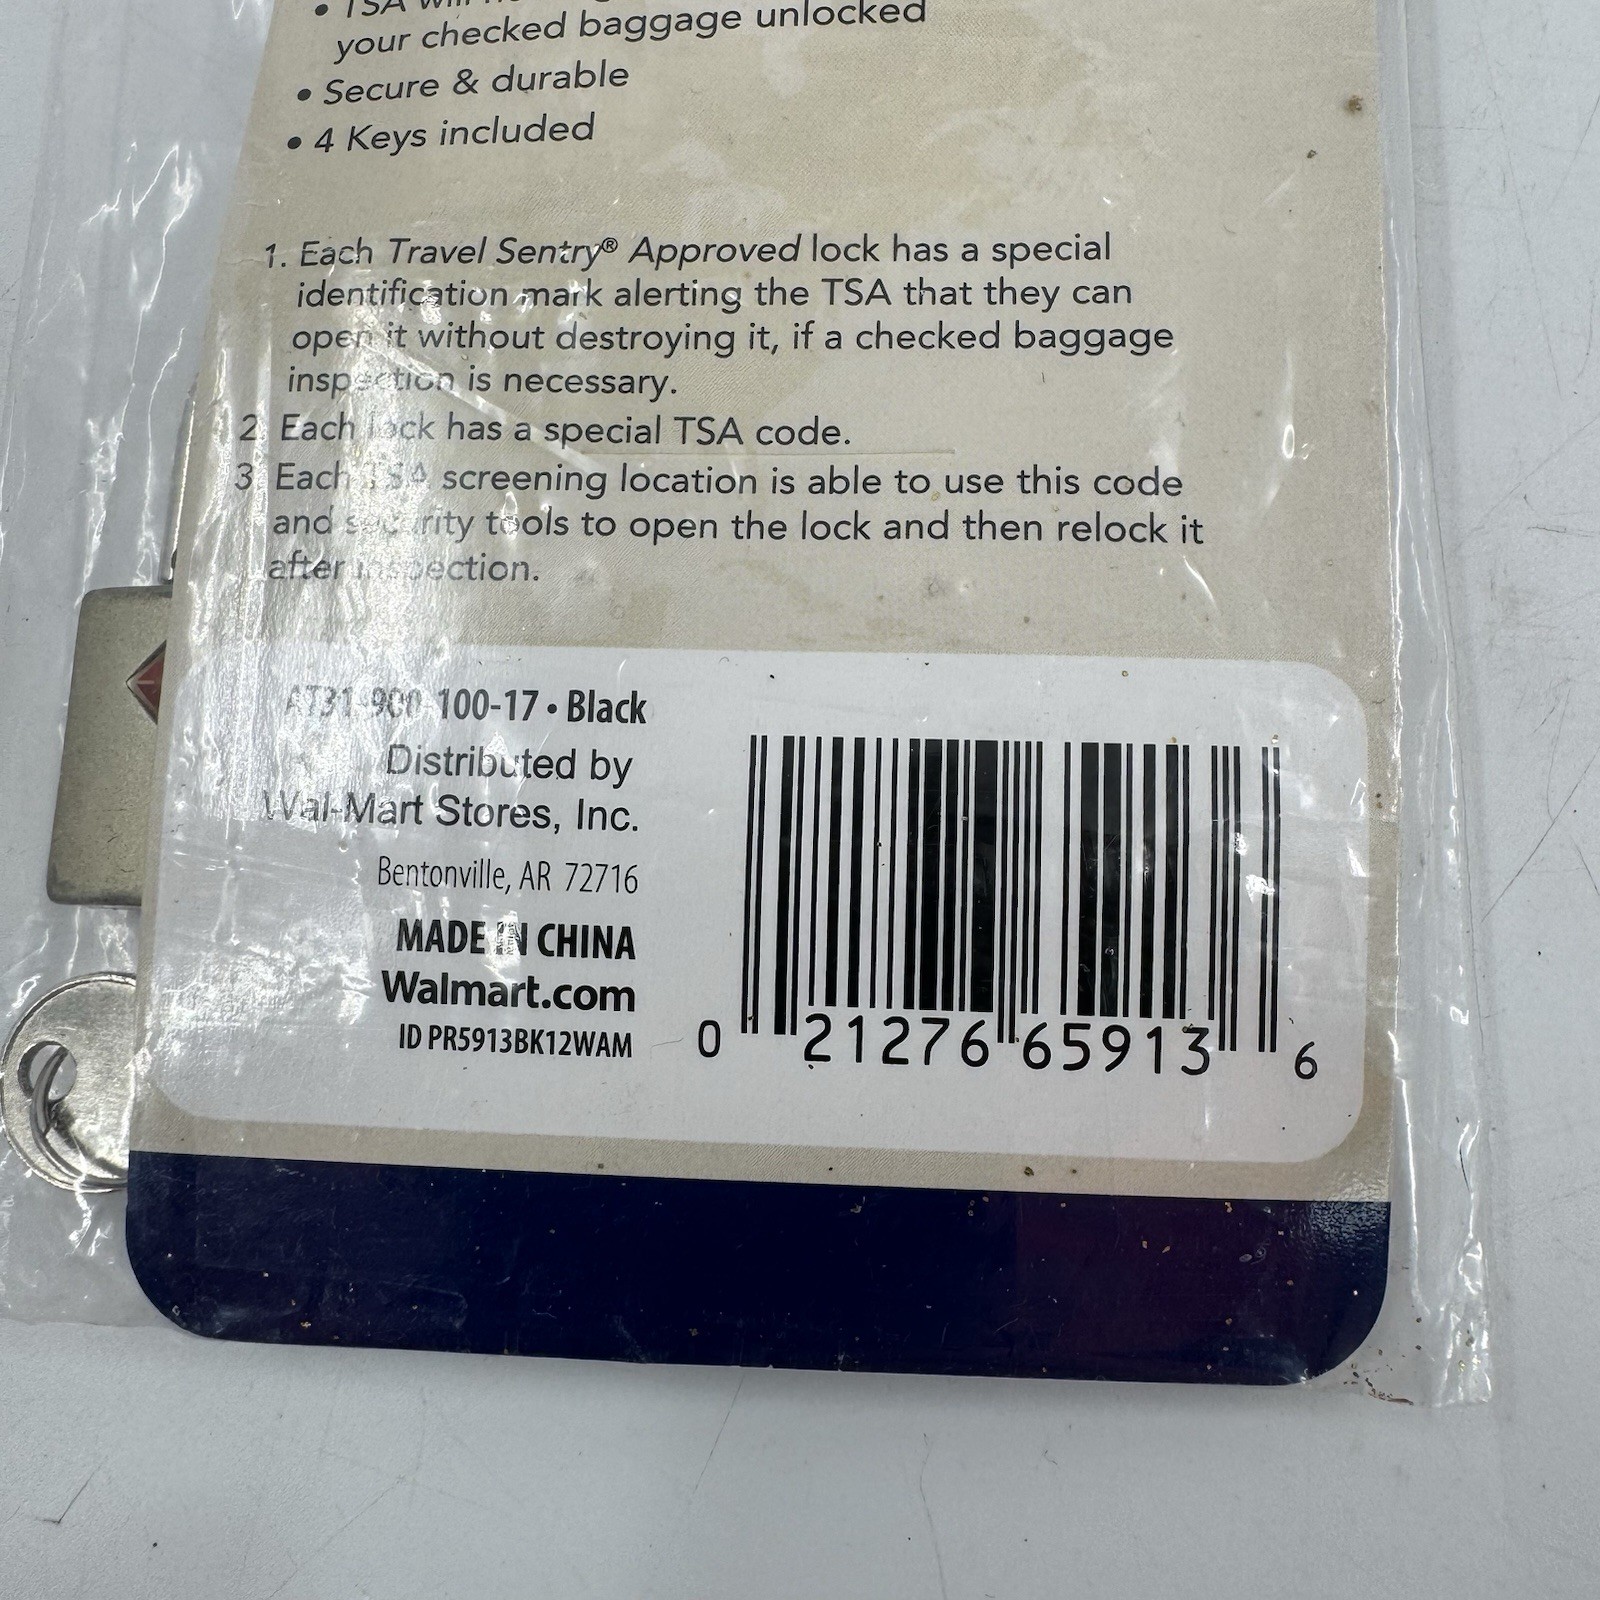 • TSA will
your checked baggage unlocked
• Secure & durable
• 4 Keys included
1. Each Travel Sentry® Approved lock has a special
identification mark alerting the TSA that they can
open it without destroying it, if a checked baggage
inspection is necessary.
2. Each lock has a special TSA code.
3. Each TSA screening location is able to use this code
and security tools to open the lock and then relock it
after inspection.
AT31-900-100-17 • Black
Distributed by
Wal-Mart Stores, Inc.
Bentonville, AR 72716
MADE IN CHINA
Walmart.com
ID PR5913BK12WAM
0 21276 65913 6